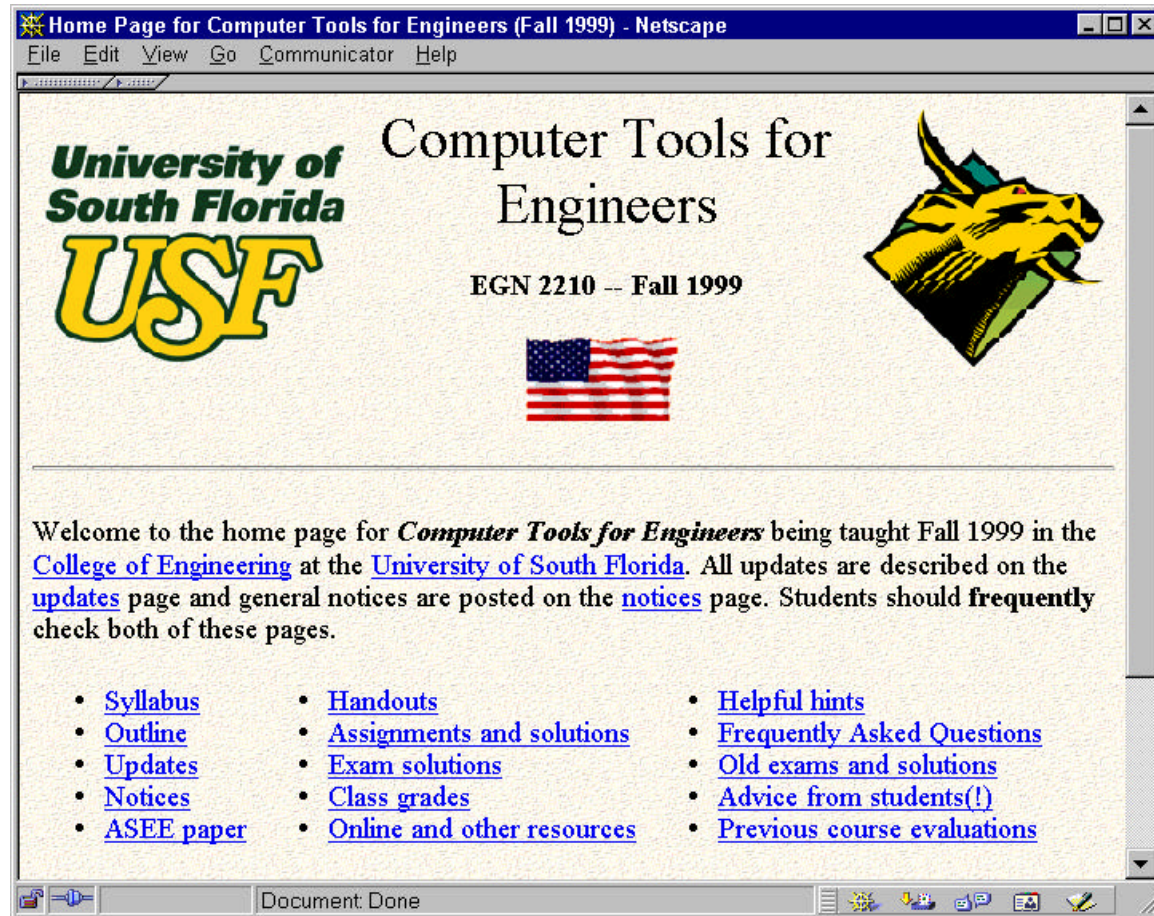 Home Page for Computer Tools for Engineers (Fall 1999) - Netscape
File Edit View Go Communicator Help
University of
South Florida
USF
Computer Tools for
Engineers
EGN 2210 -- Fall 1999
Welcome to the home page for Computer Tools for Engineers being taught Fall 1999 in the
College of Engineering at the University of South Florida. All updates are described on the
updates page and general notices are posted on the notices page. Students should frequently
check both of these pages.
• Syllabus
• Outline
• Updates
• Notices
• ASEE paper
• Handouts
• Assignments and solutions
• Exam solutions
• Class grades
• Online and other resources
• Helpful hints
• Frequently Asked Questions
• Old exams and solutions
• Advice from students(!)
• Previous course evaluations
Document: Done